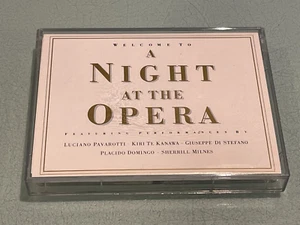 WELCOME TO
A
NIGHT
AT THE
OPERA
FEATURING PERFORMANCES BY
LUCIANO PAVAROTTI · KIRI TE KANAWA · GIUSEPPE DI STEFANO
PLACIDO DOMINGO · SHERRILL MILNES